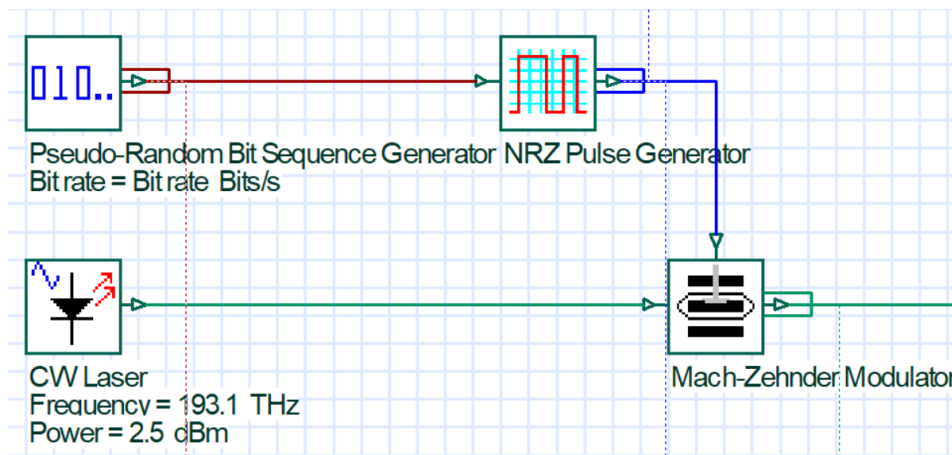 010..
Pseudo-Random Bit Sequence Generator
NRZ Pulse Generator
Bit rate = Bit rate Bits/s
CW Laser
Frequency = 193.1 THz
Power = 2.5 dBm
Mach-Zehnder Modulator